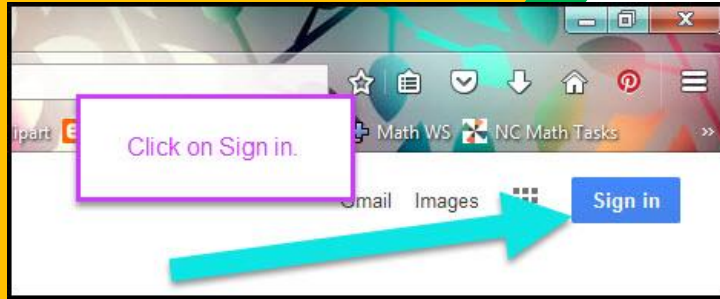 ipart
Click on Sign in.
Math WS NC Math Tasks »
Gmail Images
Sign in